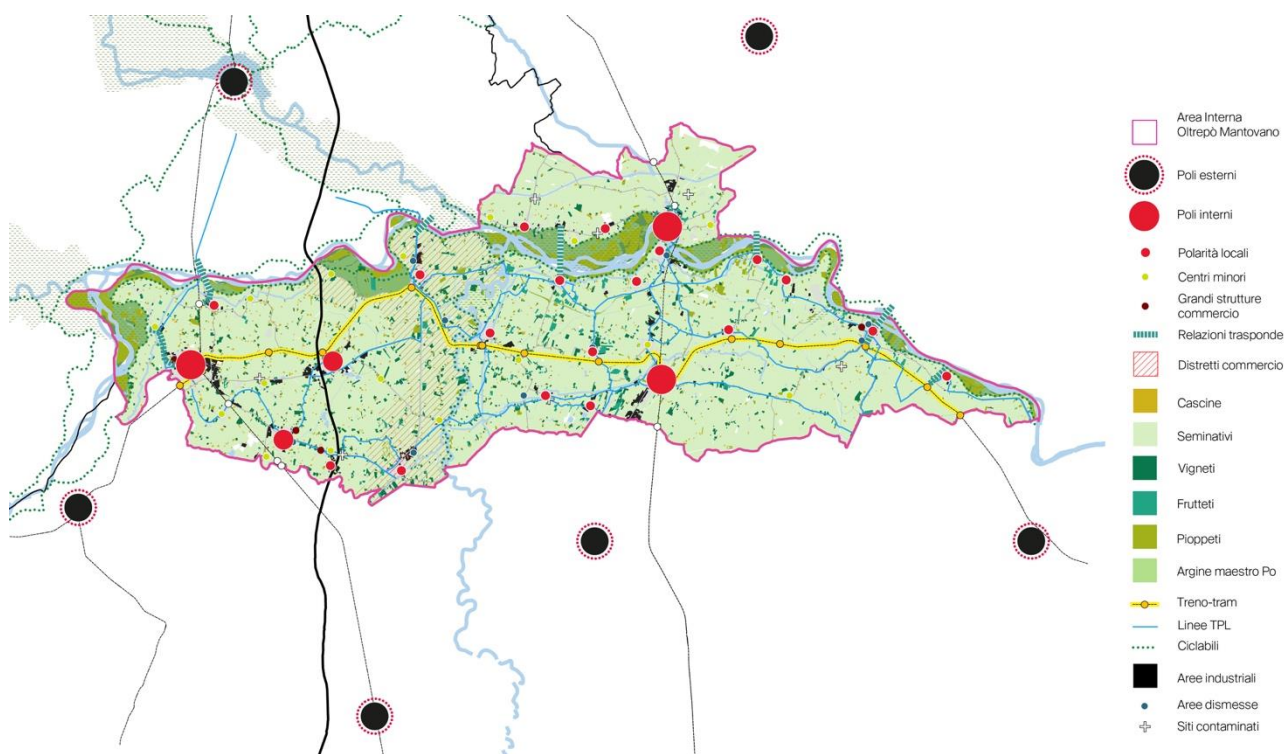 Area Interna
Oltrepò Mantovano
Poli esterni
Poli interni
Polarità locali
Centri minori
Grandi strutture
commercio
Relazioni trasponde
Distretti commercio
Cascine
Seminativi
Vigneti
Frutteti
Pioppeti
Argine maestro Po
Treno-tram
Linee TPL
Ciclabili
Aree industriali
Aree dismesse
Siti contaminati